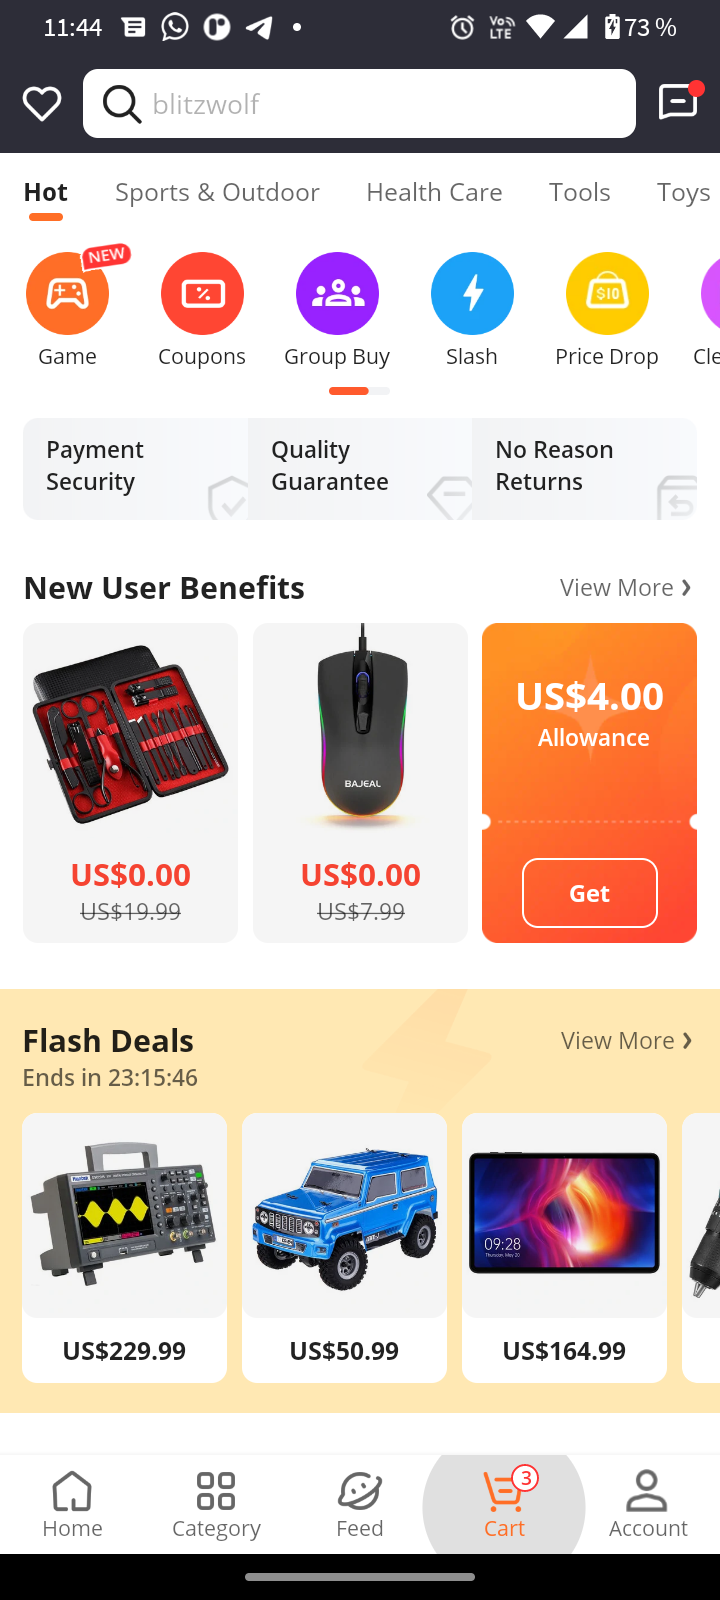 11:44
Vo
LTE
73 %
blitzwolf
Hot Sports & Outdoor Health Care Tools Toys
NEW
$10
Game Coupons Group Buy Slash Price Drop Cle
Payment
Security
Quality
Guarantee
No Reason
Returns
New User Benefits View More
BAJEAL
US$0.00
US$19.99
US$0.00
US$7.99
US$4.00
Allowance
Get
Flash Deals View More
Ends in 23:15:46
09:28
US$229.99 US$50.99 US$164.99
3
Home Category Feed Cart Account